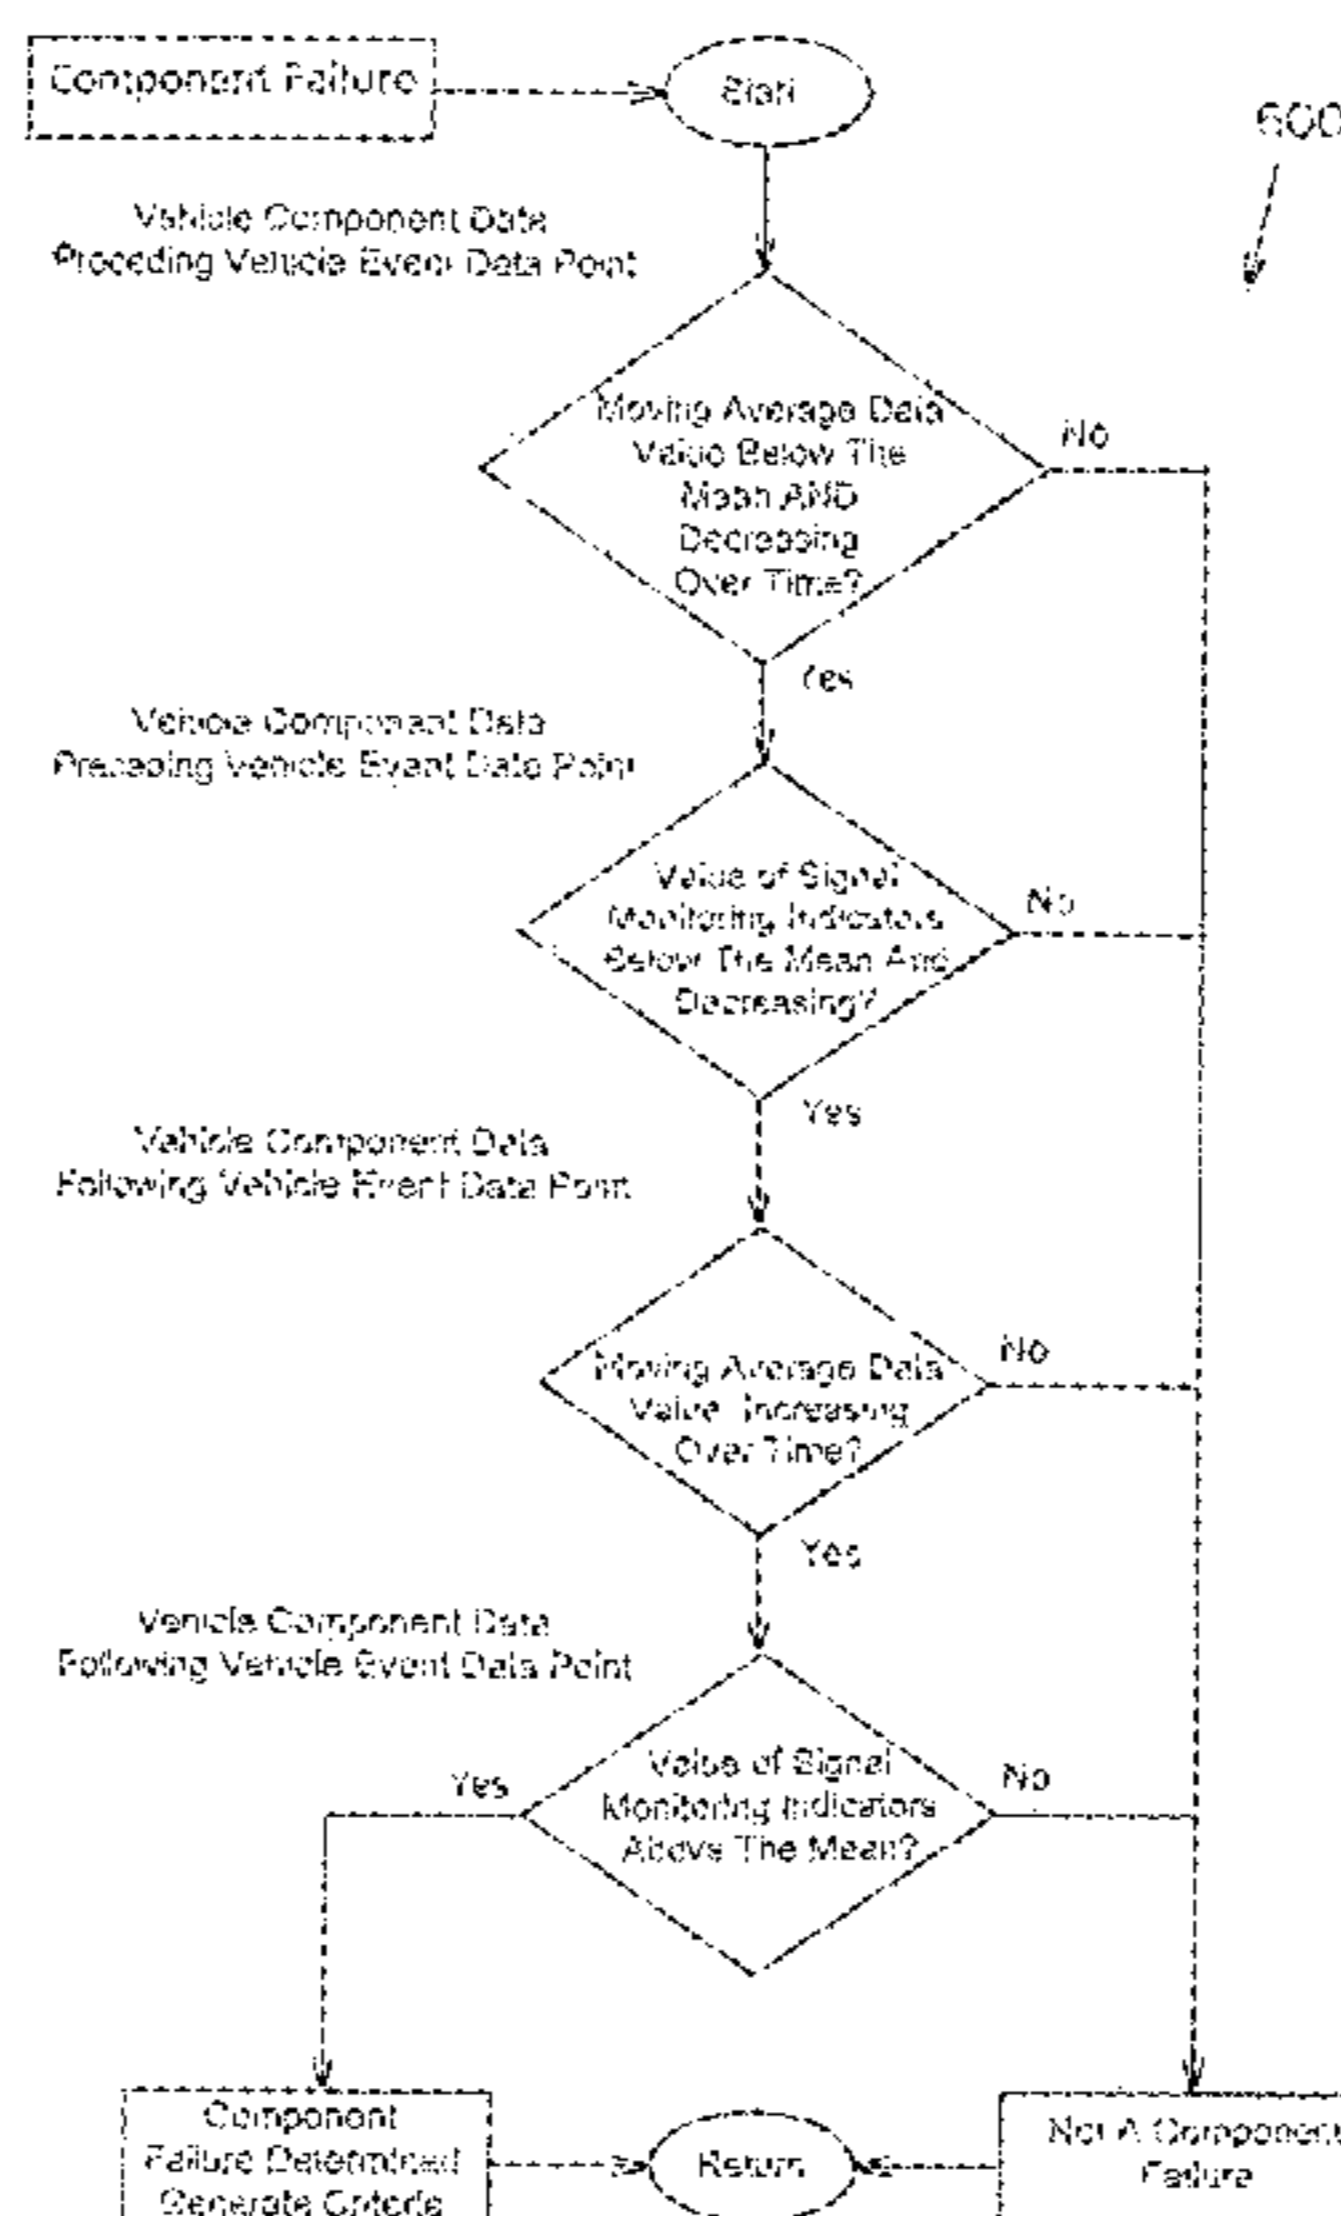 Component Failure
Start
600
Vehicle Component Data
Preceding Vehicle Event Data Point
Moving Average Data
Value Below The
Mean AND
Decreasing
Over Time?
No
Yes
Vehicle Component Data
Preceding Vehicle Event Data Point
Value of Signal
Monitoring Indicators
Below The Mean And
Decreasing?
No
Yes
Vehicle Component Data
Following Vehicle Event Data Point
Moving Average Data
Value Increasing
Over Time?
No
Yes
Vehicle Component Data
Following Vehicle Event Data Point
Value of Signal
Monitoring Indicators
Above The Mean?
Yes
No
Component
Failure Determined
Generate Criteria
Return
Not A Component
Failure